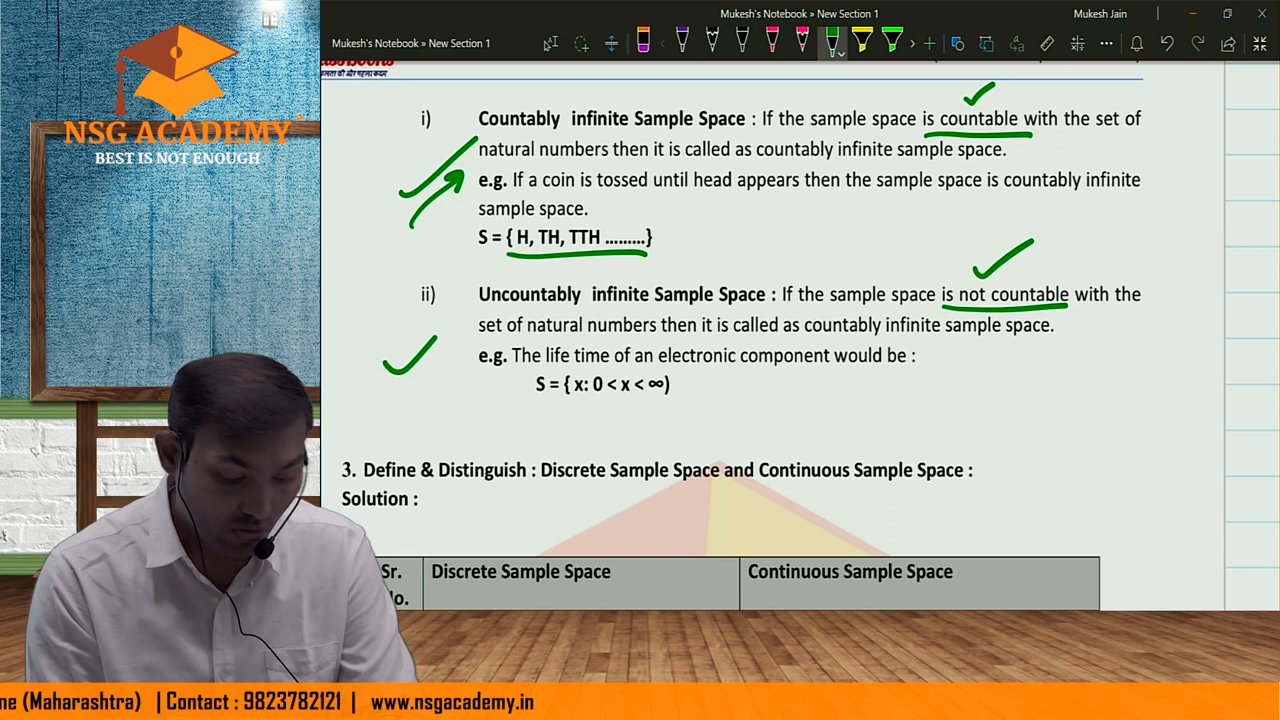 Mukesh's Notebook » New Section 1
Mukesh Jain
Mukesh's Notebook » New Section 1
NSG ACADEMY
BEST IS NOT ENOUGH
i) Countably infinite Sample Space : If the sample space is countable with the set of
natural numbers then it is called as countably infinite sample space.
e.g. If a coin is tossed until head appears then the sample space is countably infinite
sample space.
S = { H, TH, TTH .........}
ii) Uncountably infinite Sample Space : If the sample space is not countable with the
set of natural numbers then it is called as countably infinite sample space.
e.g. The life time of an electronic component would be :
S = { x: 0 < x < ∞)
3. Define & Distinguish : Discrete Sample Space and Continuous Sample Space :
Solution :
Sr. Discrete Sample Space Continuous Sample Space
No.
ne (Maharashtra) | Contact : 9823782121 | www.nsgacademy.in